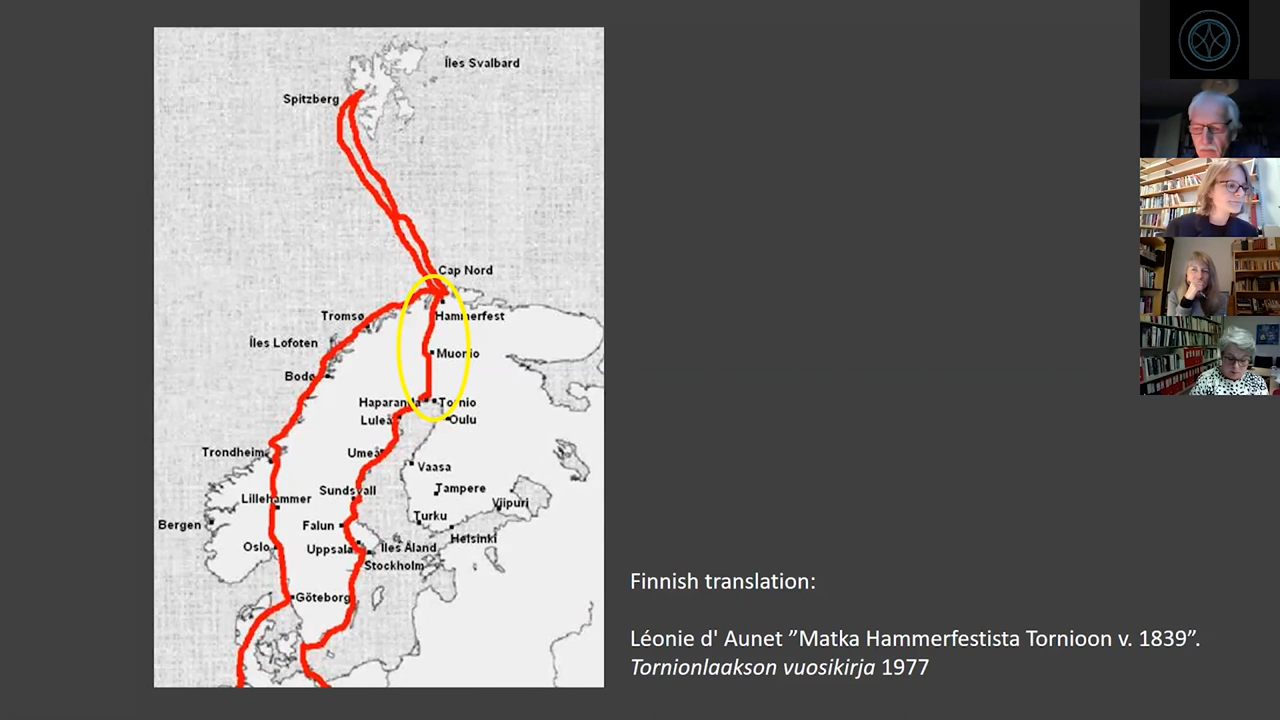 Îles Svalbard
Spitzberg
Cap Nord
Tromsø
Hammerfest
Îles Lofoten
Muonio
Bodø
Haparanda
Tornio
Luleå
Oulu
Trondheim
Umeå
Vaasa
Lillehammer
Sundsvall
Tampere
Viipuri
Bergen
Falun
Turku
Oslo
Uppsala
Îles Åland
Helsinki
Stockholm
Göteborg
Finnish translation:
Léonie d' Aunet ”Matka Hammerfestista Tornioon v. 1839”.
Tornionlaakson vuosikirja 1977